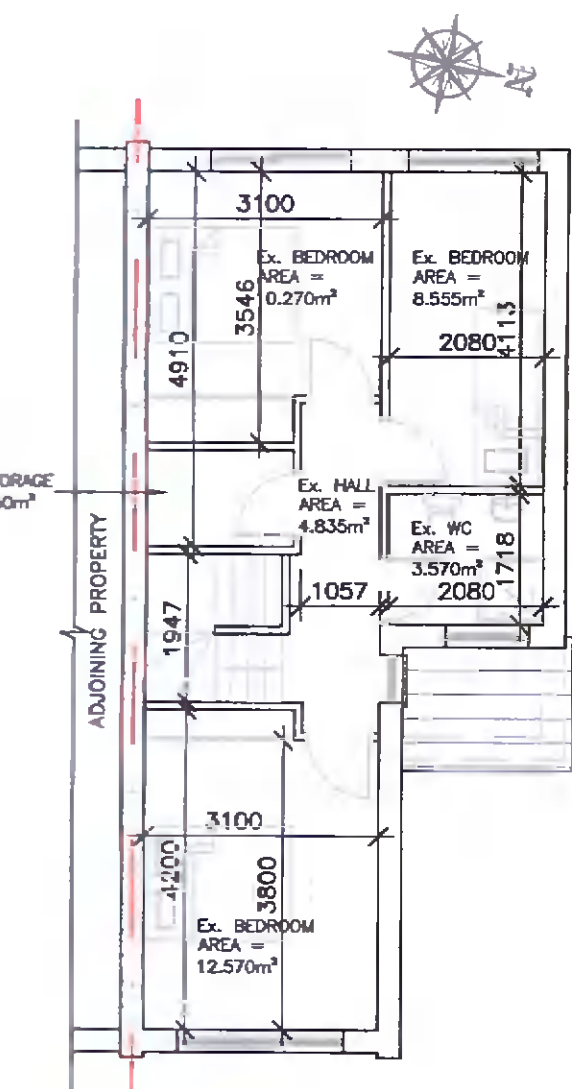 N
3100
Ex. BEDROOM
AREA =
0.270m²
Ex. BEDROOM
AREA =
8.555m²
3546
4910
2080
4113
ORAGE
0m²
Ex. HALL
AREA =
4.835m²
Ex. WC
AREA =
3.570m²
1718
1057
2080
1947
ADJOINING PROPERTY
3100
4200
3800
Ex. BEDROOM
AREA =
12.570m²